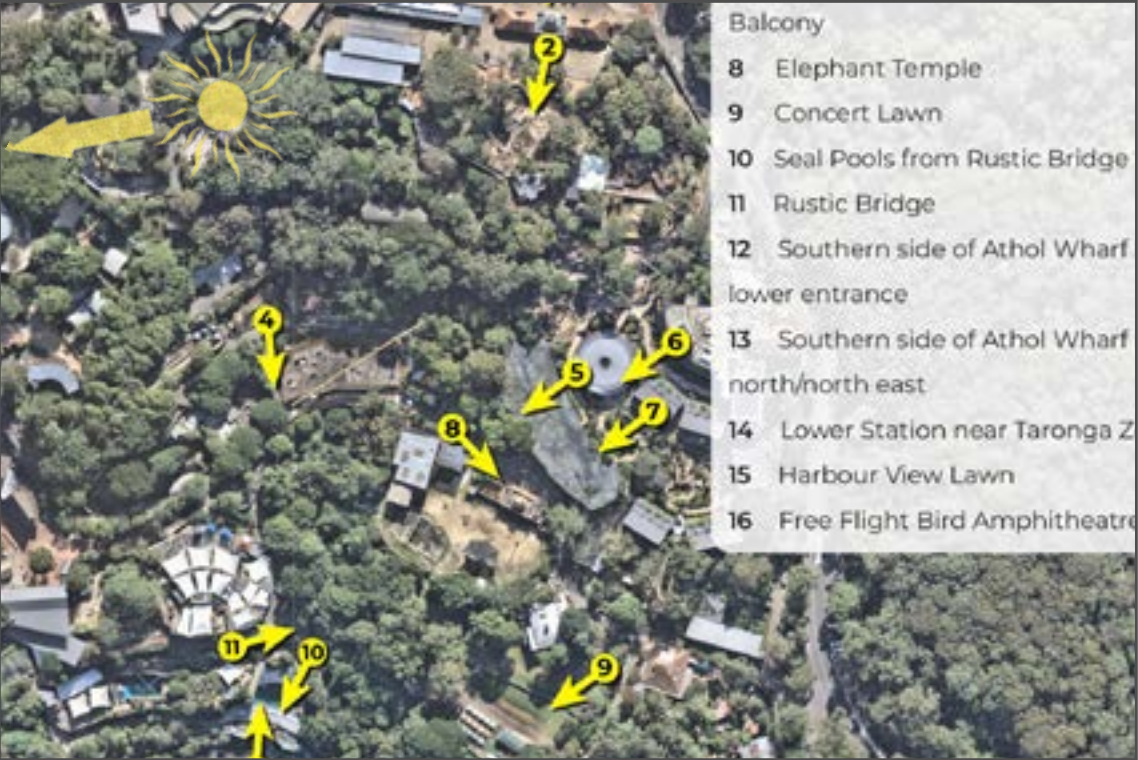 2
4
6
5
7
8
11
10
9
Balcony
8 Elephant Temple
9 Concert Lawn
10 Seal Pools from Rustic Bridge
11 Rustic Bridge
12 Southern side of Athol Wharf
lower entrance
13 Southern side of Athol Wharf
north/north east
14 Lower Station near Taronga Z
15 Harbour View Lawn
16 Free Flight Bird Amphitheatre